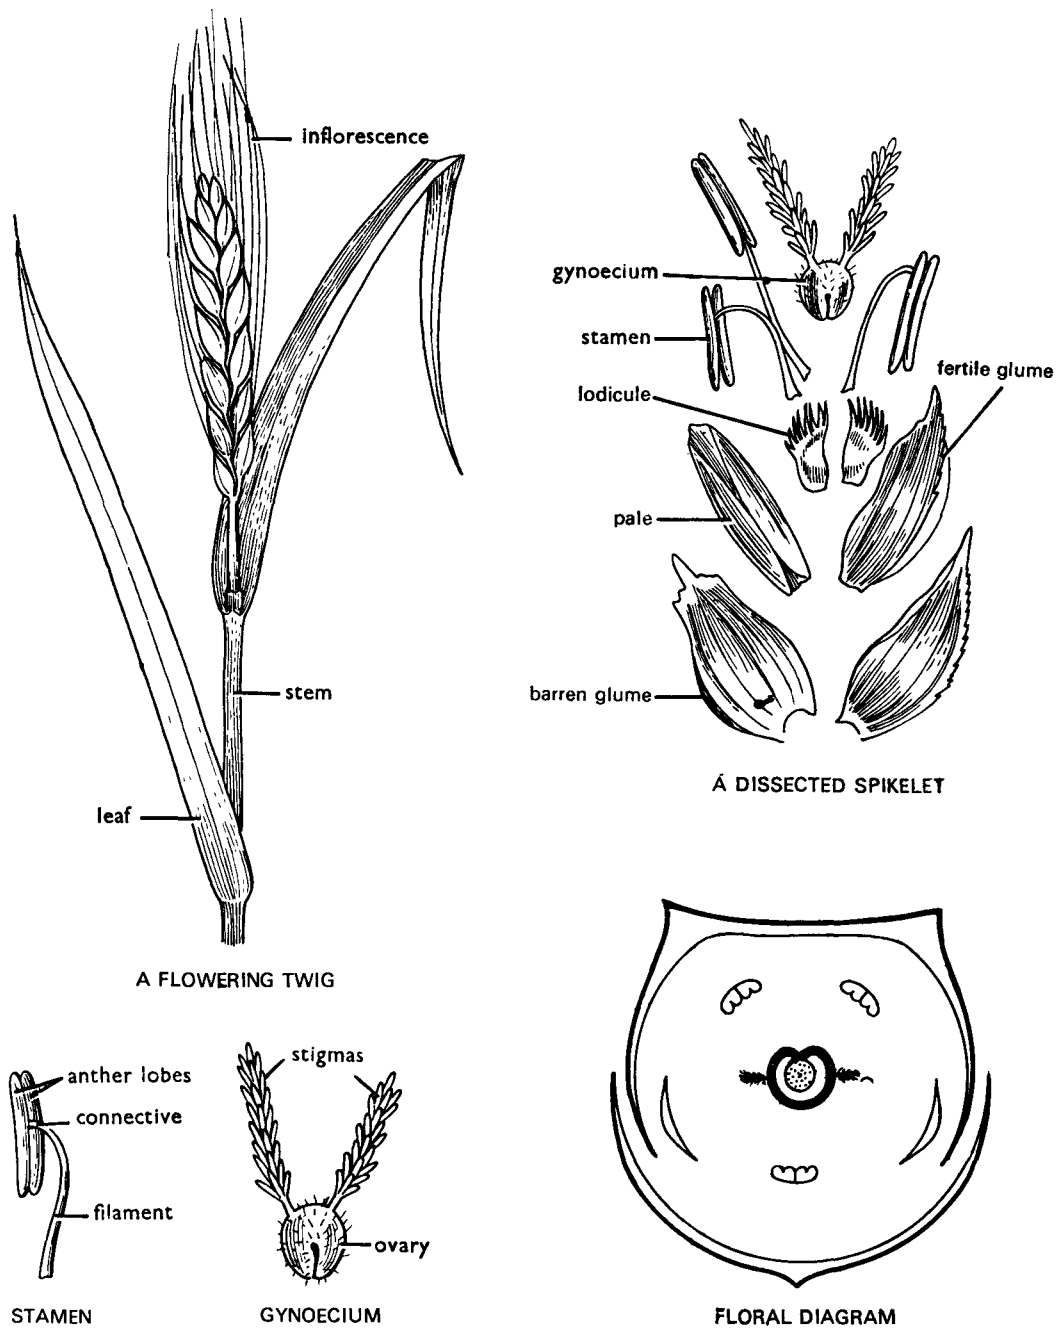 inflorescence
stem
leaf
A FLOWERING TWIG
gynoecium
stamen
lodicule
fertile glume
pale
barren glume
Á DISSECTED SPIKELET
anther lobes
connective
filament
STAMEN
stigmas
ovary
GYNOECIUM
FLORAL DIAGRAM